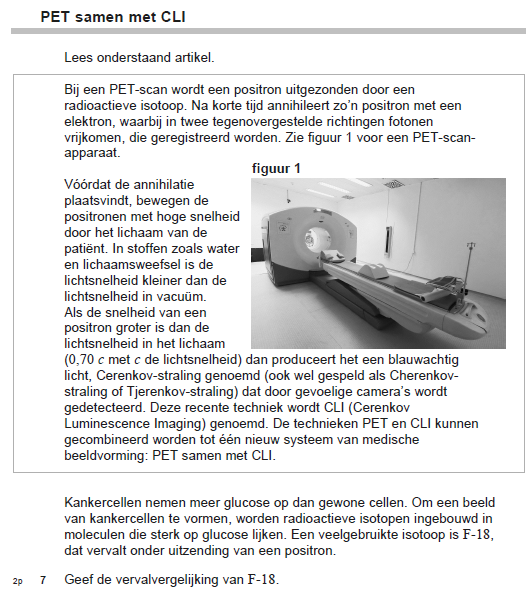 PET samen met CLI
Lees onderstaand artikel.
Bij een PET-scan wordt een positron uitgezonden door een
radioactieve isotoop. Na korte tijd annihileert zo'n positron met een
elektron, waarbij in twee tegenovergestelde richtingen fotonen
vrijkomen, die geregistreerd worden. Zie figuur 1 voor een PET-scan-
apparaat.
figuur 1
Vóórdat de annihilatie
plaatsvindt, bewegen de
positronen met hoge snelheid
door het lichaam van de
patiënt. In stoffen zoals water
en lichaamsweefsel is de
lichtsnelheid kleiner dan de
lichtsnelheid in vacuüm.
Als de snelheid van een
positron groter is dan de
lichtsnelheid in het lichaam
(0,70 c met c de lichtsnelheid) dan produceert het een blauwachtig
licht, Cerenkov-straling genoemd (ook wel gespeld als Cherenkov-
straling of Tjerenkov-straling) dat door gevoelige camera's wordt
gedetecteerd. Deze recente techniek wordt CLI (Cerenkov
Luminescence Imaging) genoemd. De technieken PET en CLI kunnen
gecombineerd worden tot één nieuw systeem van medische
beeldvorming: PET samen met CLI.
Kankercellen nemen meer glucose op dan gewone cellen. Om een beeld
van kankercellen te vormen, worden radioactieve isotopen ingebouwd in
moleculen die sterk op glucose lijken. Een veelgebruikte isotoop is F-18,
dat vervalt onder uitzending van een positron.
2p 7 Geef de vervalvergelijking van F-18.